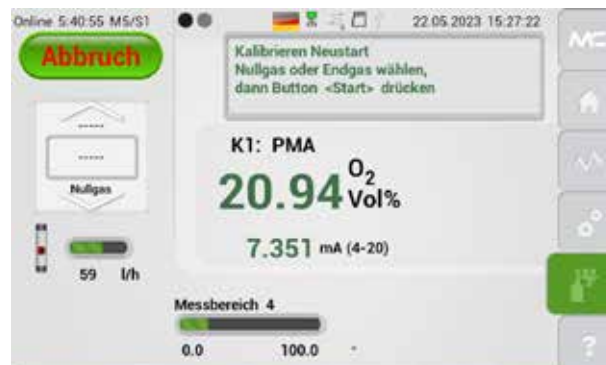 Online 5:40:55 M5/S1
22.05.2023 15:27:22
Abbruch
Kalibrieren Neustart
Nullgas oder Endgas wählen,
dann Button <Start> drücken
-----
-----
Nullgas
K1: PMA
20.94 O2 Vol%
7.351 mA (4-20)
59 l/h
Messbereich 4
0.0 100.0 -
MC
?